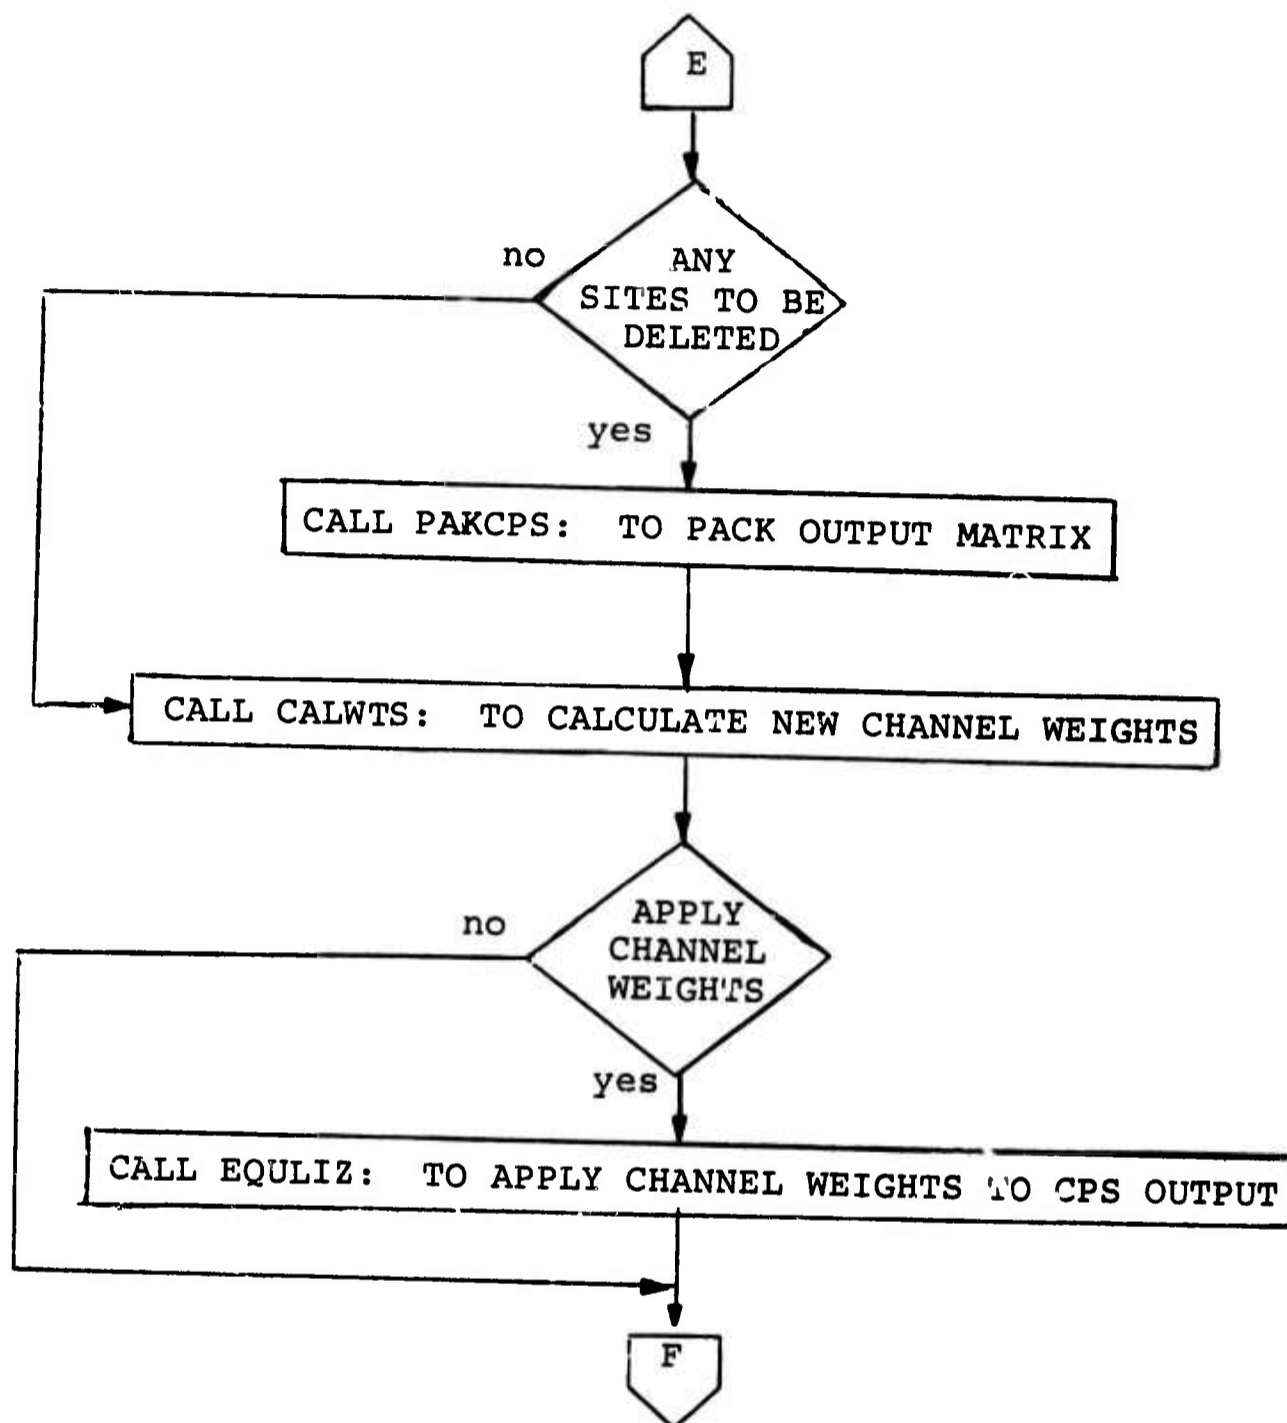 E
no
ANY
SITES TO BE
DELETED
yes
CALL PAKCPS: TO PACK OUTPUT MATRIX
CALL CALWTS: TO CALCULATE NEW CHANNEL WEIGHTS
no
APPLY
CHANNEL
WEIGHTS
yes
CALL EQULIZ: TO APPLY CHANNEL WEIGHTS TO CPS OUTPUT
F